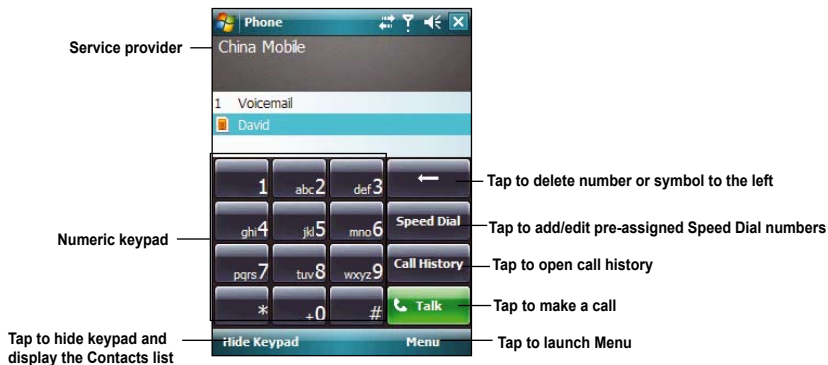 Phone
Service provider
China Mobile
1 Voicemail
David
1 abc2 def3
Tap to delete number or symbol to the left
ghi4 jkl5 mno6 Speed Dial
Tap to add/edit pre-assigned Speed Dial numbers
Numeric keypad
pqrs7 tuv8 wxyz9 Call History
Tap to open call history
* +0 # Talk
Tap to make a call
Tap to hide keypad and
display the Contacts list
Hide Keypad Menu
Tap to launch Menu